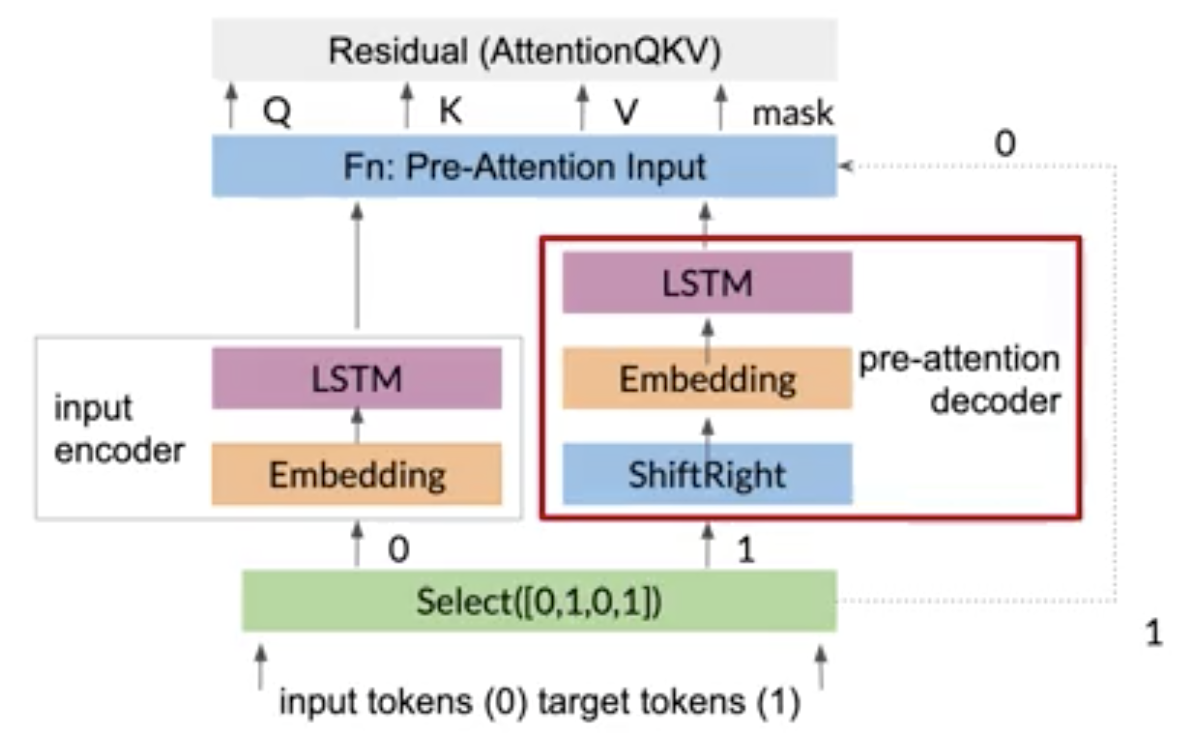 Residual (AttentionQKV)
Q K V mask
0
Fn: Pre-Attention Input
LSTM
LSTM
Embedding
pre-attention
decoder
input
encoder
Embedding
ShiftRight
0 1
Select([0,1,0,1])
1
input tokens (0) target tokens (1)